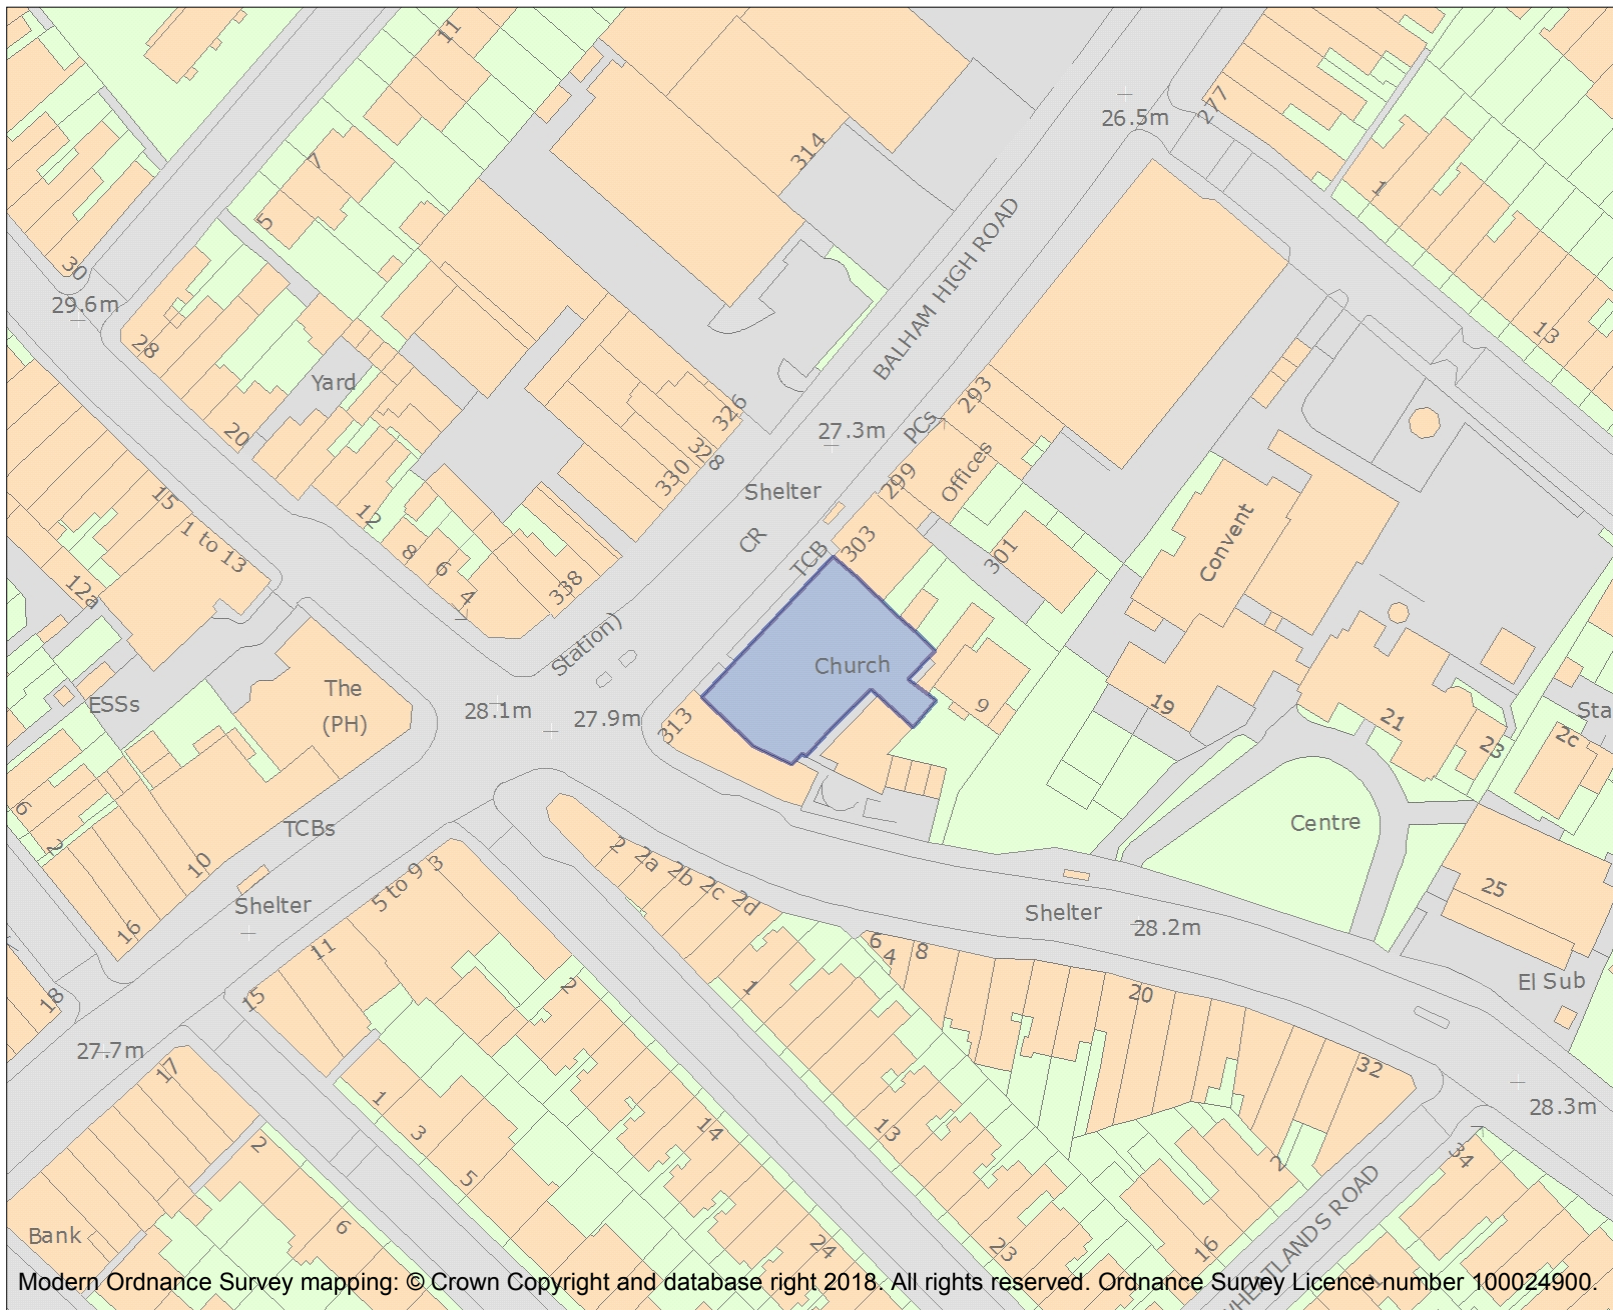 11
314
26.5m
277
7
5
1
30
29.6m
28
Yard
BALHAM HIGH ROAD
13
20
326
328
330
27.3m
PCs
293
299
Offices
Shelter
CR
TCB
303
301
Convent
15
1 to 13
12
8
6
4
338
12a
Station)
Church
The
(PH)
ESSs
28.1m
27.9m
313
9
19
21
23
2c
Sta
6
2
TCBs
10
16
Shelter
5 to 9
3
2
2a
2b
2c
2d
Centre
25
Shelter
28.2m
11
15
18
2
1
6
4
8
20
El Sub
27.7m
17
32
28.3m
1
3
5
2
6
14
13
24
23
2
16
34
Bank
WHEATLANDS ROAD
1
Modern Ordnance Survey mapping: © Crown Copyright and database right 2018. All rights reserved. Ordnance Survey Licence number 100024900.